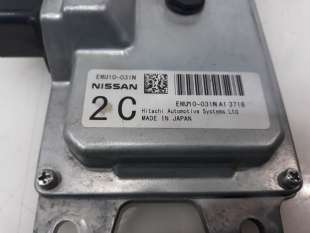 EMU10-031N
NISSAN
2C
EMU10-031N A1 3718
Hitachi Automotive Systems,Ltd.
MADE IN JAPAN